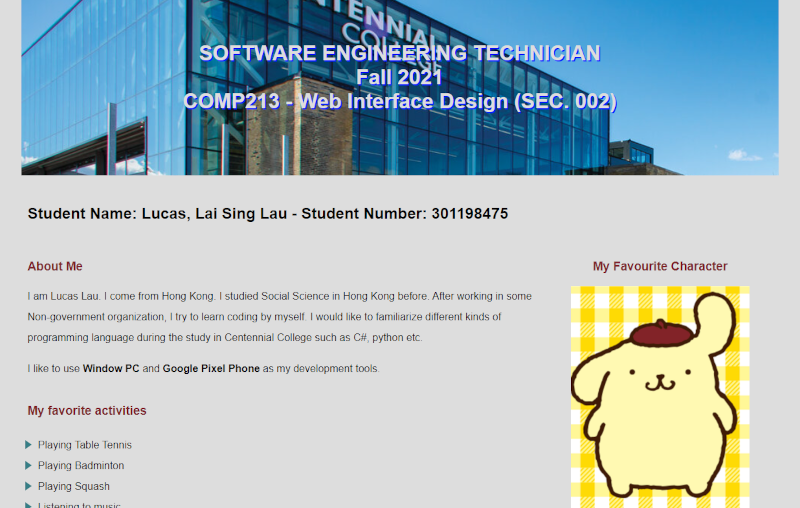 CENTENNIAL
COLLEGE
SOFTWARE ENGINEERING TECHNICIAN
Fall 2021
COMP213 - Web Interface Design (SEC. 002)
Student Name: Lucas, Lai Sing Lau - Student Number: 301198475
About Me
I am Lucas Lau. I come from Hong Kong. I studied Social Science in Hong Kong before. After working in some
Non-government organization, I try to learn coding by myself. I would like to familiarize different kinds of
programming language during the study in Centennial College such as C#, python etc.
I like to use Window PC and Google Pixel Phone as my development tools.
My favorite activities
Playing Table Tennis
Playing Badminton
Playing Squash
Listening to music
My Favourite Character